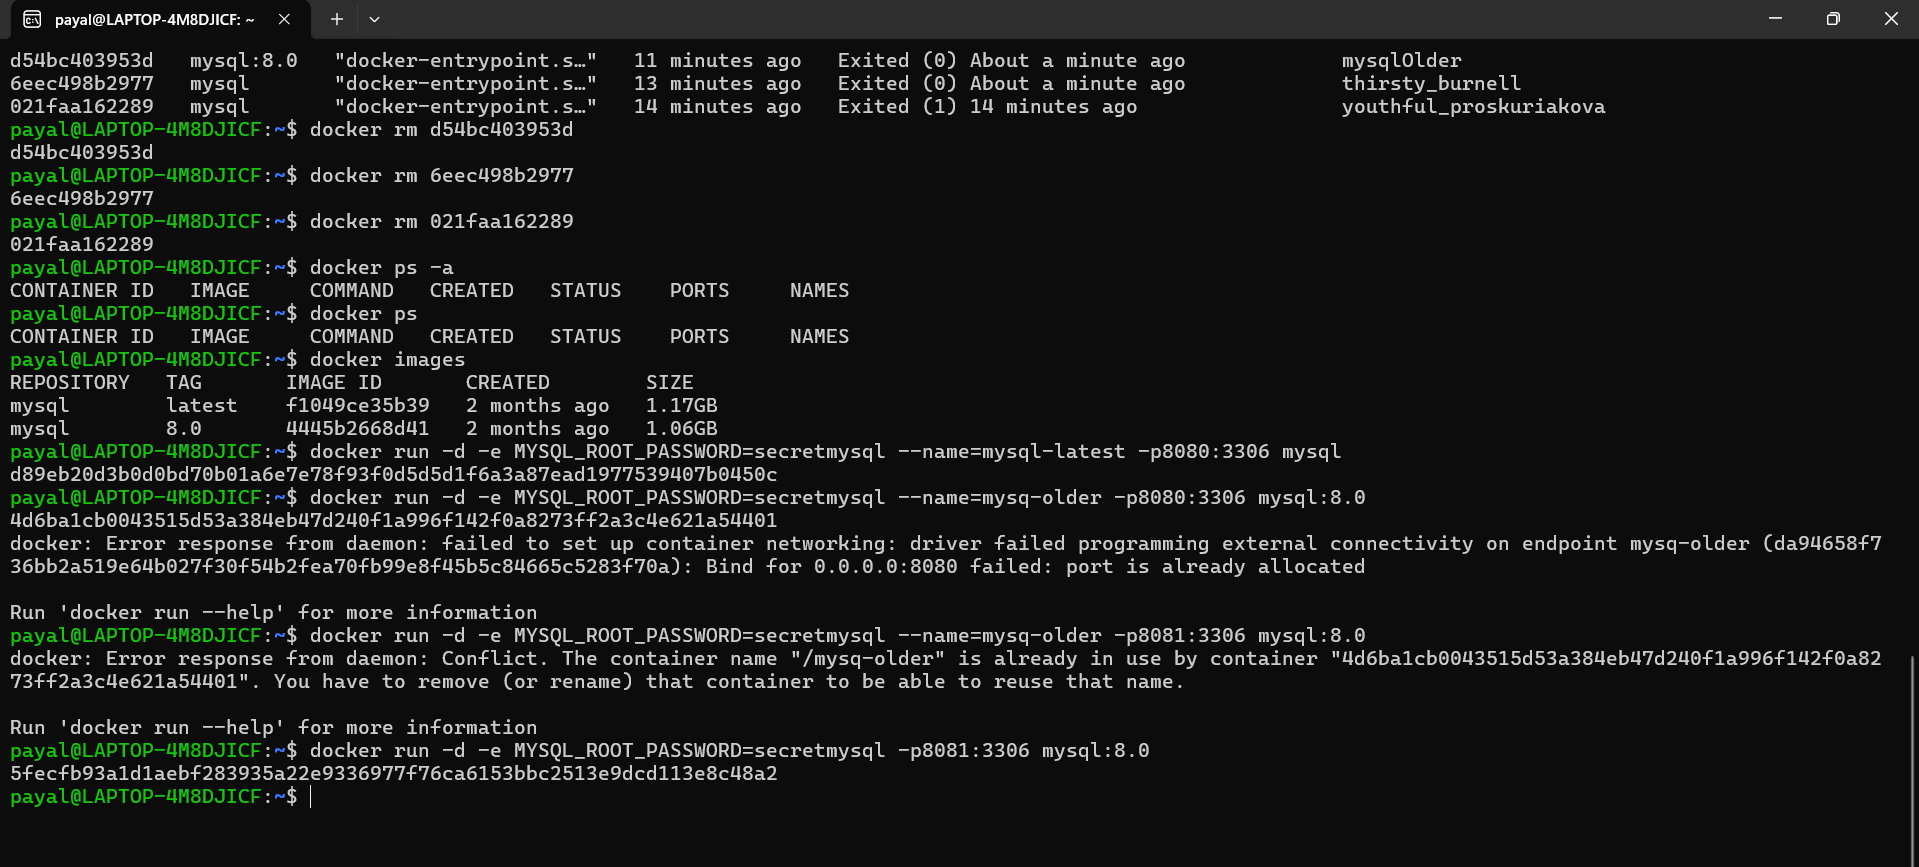 payal@LAPTOP-4M8DJICF: ~
d54bc403953d   mysql:8.0   "docker-entrypoint.s…"   11 minutes ago   Exited (0) About a minute ago             mysqlOlder
6eec498b2977   mysql       "docker-entrypoint.s…"   13 minutes ago   Exited (0) About a minute ago             thirsty_burnell
021faa162289   mysql       "docker-entrypoint.s…"   14 minutes ago   Exited (1) 14 minutes ago                 youthful_proskuriakova
payal@LAPTOP-4M8DJICF:~$ docker rm d54bc403953d
d54bc403953d
payal@LAPTOP-4M8DJICF:~$ docker rm 6eec498b2977
6eec498b2977
payal@LAPTOP-4M8DJICF:~$ docker rm 021faa162289
021faa162289
payal@LAPTOP-4M8DJICF:~$ docker ps -a
CONTAINER ID   IMAGE     COMMAND   CREATED   STATUS    PORTS     NAMES
payal@LAPTOP-4M8DJICF:~$ docker ps
CONTAINER ID   IMAGE     COMMAND   CREATED   STATUS    PORTS     NAMES
payal@LAPTOP-4M8DJICF:~$ docker images
REPOSITORY   TAG       IMAGE ID       CREATED        SIZE
mysql        latest    f1049ce35b39   2 months ago   1.17GB
mysql        8.0       4445b2668d41   2 months ago   1.06GB
payal@LAPTOP-4M8DJICF:~$ docker run -d -e MYSQL_ROOT_PASSWORD=secretmysql --name=mysql-latest -p8080:3306 mysql
d89eb20d3b0d0bd70b01a6e7e78f93f0d5d5d1f6a3a87ead1977539407b0450c
payal@LAPTOP-4M8DJICF:~$ docker run -d -e MYSQL_ROOT_PASSWORD=secretmysql --name=mysq-older -p8080:3306 mysql:8.0
4d6ba1cb0043515d53a384eb47d240f1a996f142f0a8273ff2a3c4e621a54401
docker: Error response from daemon: failed to set up container networking: driver failed programming external connectivity on endpoint mysq-older (da94658f7
36bb2a519e64b027f30f54b2fea70fb99e8f45b5c84665c5283f70a): Bind for 0.0.0.0:8080 failed: port is already allocated
Run 'docker run --help' for more information
payal@LAPTOP-4M8DJICF:~$ docker run -d -e MYSQL_ROOT_PASSWORD=secretmysql --name=mysq-older -p8081:3306 mysql:8.0
docker: Error response from daemon: Conflict. The container name "/mysq-older" is already in use by container "4d6ba1cb0043515d53a384eb47d240f1a996f142f0a82
73ff2a3c4e621a54401". You have to remove (or rename) that container to be able to reuse that name.
Run 'docker run --help' for more information
payal@LAPTOP-4M8DJICF:~$ docker run -d -e MYSQL_ROOT_PASSWORD=secretmysql -p8081:3306 mysql:8.0
5fecfb93a1d1aebf283935a22e9336977f76ca6153bbc2513e9dcd113e8c48a2
payal@LAPTOP-4M8DJICF:~$